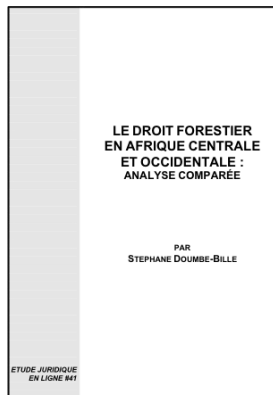 LE DROIT FORESTIER
EN AFRIQUE CENTRALE
ET OCCIDENTALE :
ANALYSE COMPARÉE
PAR
STEPHANE DOUMBE-BILLE
ETUDE JURIDIQUE
EN LIGNE #41